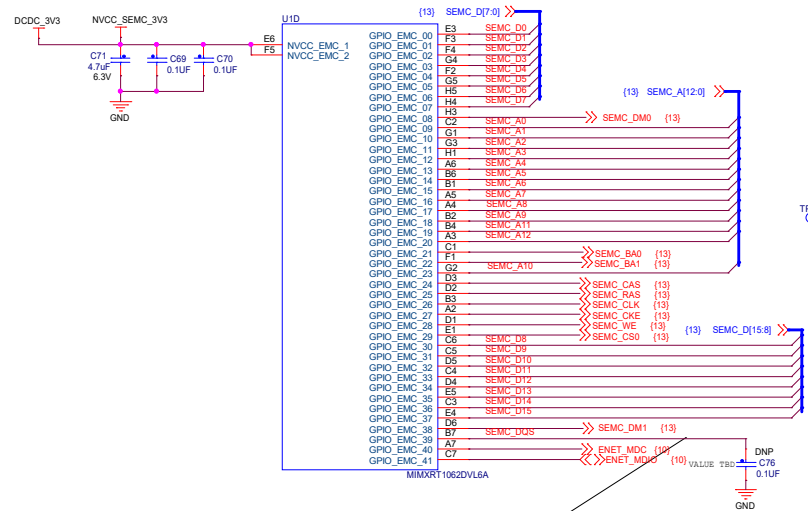 DCDC_3V3 NVCC_SEMC_3V3
C71
4.7uF
6.3V
C69
0.1UF
C70
0.1UF
GND
U1D
E6 NVCC_EMC_1
F5 NVCC_EMC_2
{13} SEMC_D[7:0]
GPIO_EMC_00 E3 SEMC_D0
GPIO_EMC_01 F3 SEMC_D1
GPIO_EMC_02 F4 SEMC_D2
GPIO_EMC_03 G4 SEMC_D3
GPIO_EMC_04 F2 SEMC_D4
GPIO_EMC_05 G5 SEMC_D5
GPIO_EMC_06 H5 SEMC_D6
GPIO_EMC_07 H4 SEMC_D7
{13} SEMC_A[12:0]
GPIO_EMC_08 H3 SEMC_DM0 {13}
GPIO_EMC_09 C2 SEMC_A0
GPIO_EMC_10 G1 SEMC_A1
GPIO_EMC_11 G3 SEMC_A2
GPIO_EMC_12 H1 SEMC_A3
GPIO_EMC_13 A6 SEMC_A4
GPIO_EMC_14 B6 SEMC_A5
GPIO_EMC_15 B1 SEMC_A6
GPIO_EMC_16 A5 SEMC_A7
GPIO_EMC_17 A4 SEMC_A8
GPIO_EMC_18 B2 SEMC_A9
GPIO_EMC_19 B4 SEMC_A11
GPIO_EMC_20 A3 SEMC_A12
GPIO_EMC_21 C1 SEMC_BA0 {13}
GPIO_EMC_22 F1 SEMC_BA1 {13}
GPIO_EMC_23 G2 SEMC_A10
GPIO_EMC_24 D3 SEMC_CAS {13}
GPIO_EMC_25 D2 SEMC_RAS {13}
GPIO_EMC_26 B3 SEMC_CLK {13}
GPIO_EMC_27 A2 SEMC_CKE {13}
GPIO_EMC_28 D1 SEMC_WE {13}
GPIO_EMC_29 E1 SEMC_CS0 {13}
{13} SEMC_D[15:8]
GPIO_EMC_30 C6 SEMC_D8
GPIO_EMC_31 C5 SEMC_D9
GPIO_EMC_32 D5 SEMC_D10
GPIO_EMC_33 C4 SEMC_D11
GPIO_EMC_34 D4 SEMC_D12
GPIO_EMC_35 E5 SEMC_D13
GPIO_EMC_36 C3 SEMC_D14
GPIO_EMC_37 E4 SEMC_D15
GPIO_EMC_38 D6 SEMC_DM1 {13}
GPIO_EMC_39 B7 SEMC_DQS
GPIO_EMC_40 A7 ENET_MDC {10}
GPIO_EMC_41 C7 ENET_MDIO {10}
MIMXRT1062DVL6A
VALUE TBD
DNP
C76
0.1UF
GND